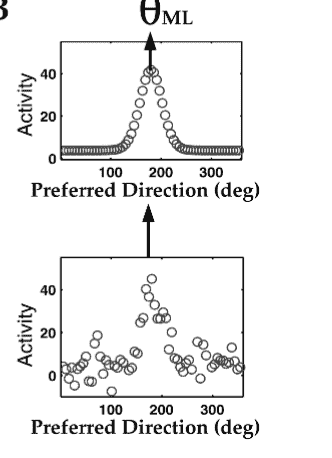 B
θML
40
20
0
Activity
100 200 300
Preferred Direction (deg)
40
20
0
Activity
100 200 300
Preferred Direction (deg)